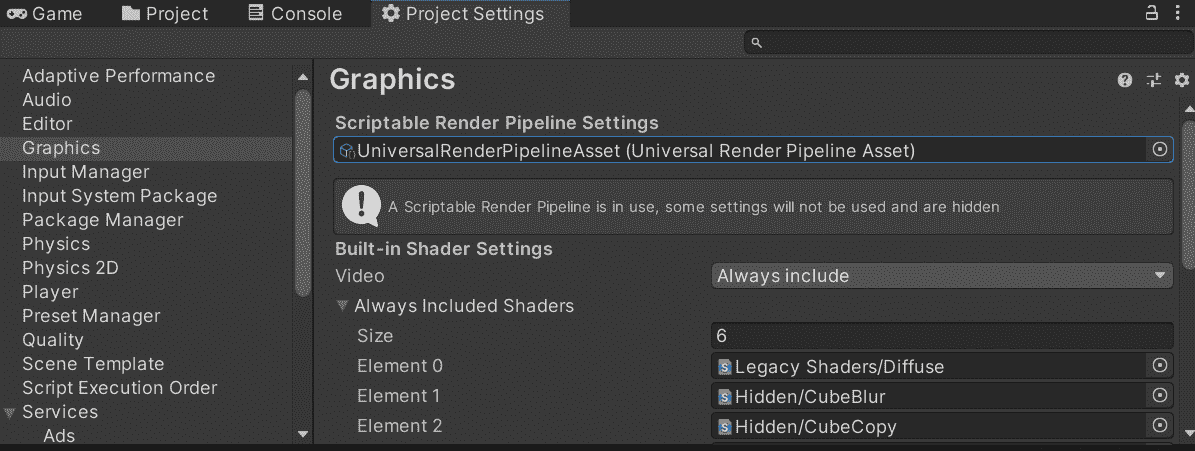 Game Project Console Project Settings
Adaptive Performance
Audio
Editor
Graphics
Input Manager
Input System Package
Package Manager
Physics
Physics 2D
Player
Preset Manager
Quality
Scene Template
Script Execution Order
Services
Ads
Graphics
Scriptable Render Pipeline Settings
UniversalRenderPipelineAsset (Universal Render Pipeline Asset)
A Scriptable Render Pipeline is in use, some settings will not be used and are hidden
Built-in Shader Settings
Video Always include
Always Included Shaders
Size 6
Element 0 Legacy Shaders/Diffuse
Element 1 Hidden/CubeBlur
Element 2 Hidden/CubeCopy